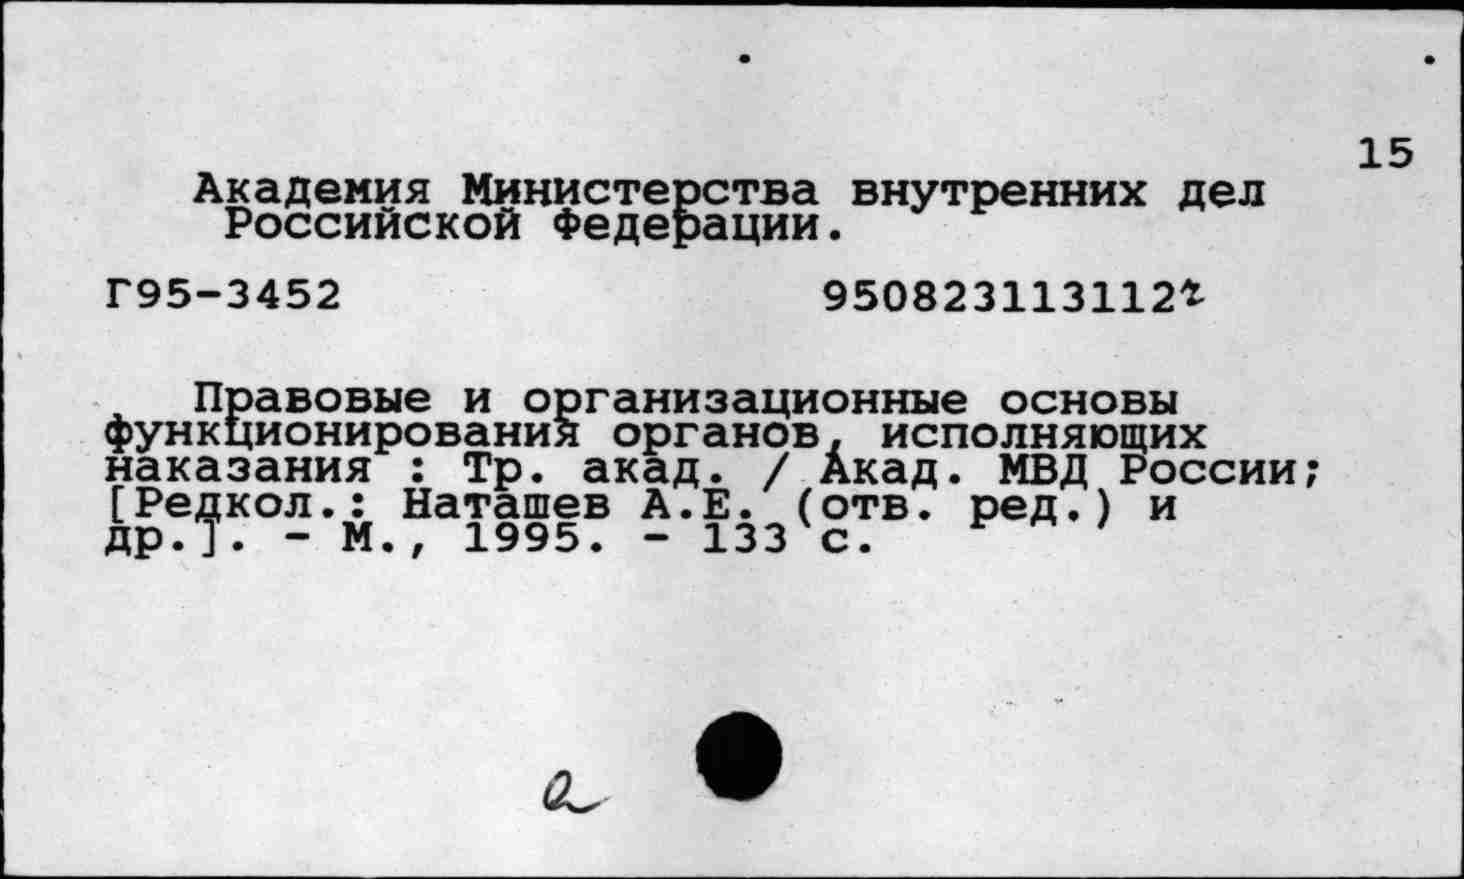 15
Академия Министерства внутренних дел
Российской Федерации.
Г95-3452 950823113112
Правовые и организационные основы
функционирования органов, исполняющих
наказания : Тр. акад. / Акад. МВД России;
[Редкол.: Наташев А.Е. (отв. ред.) и
др.]. - М., 1995. - 133 с.